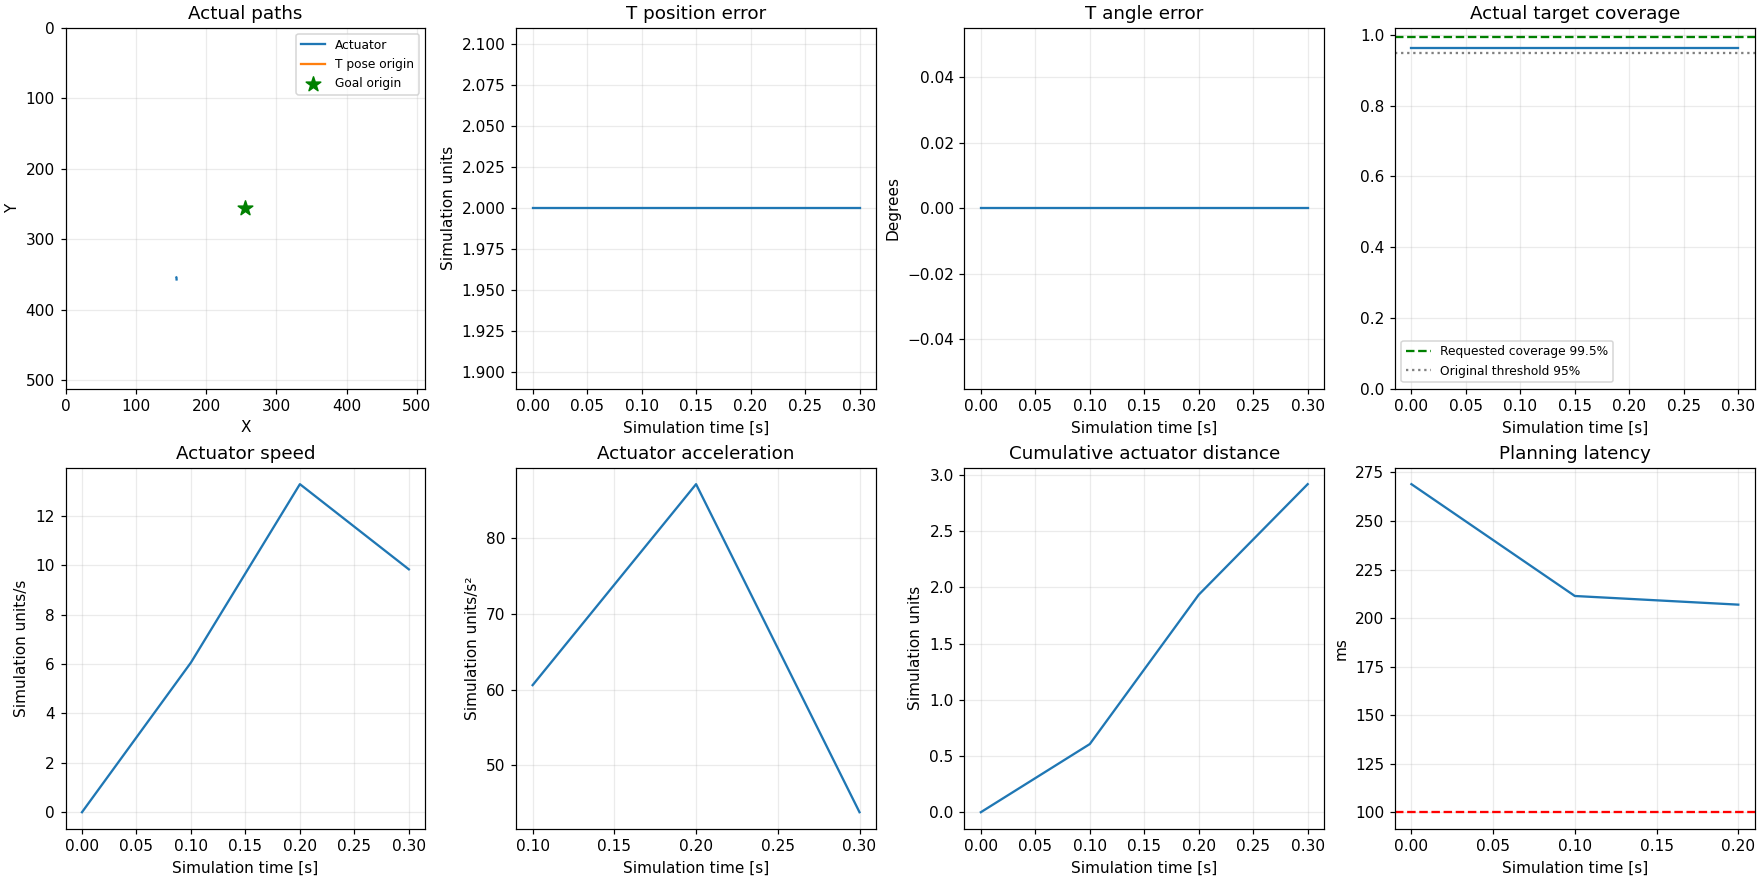 Actual paths
0
100
200
300
400
500
Y
0 100 200 300 400 500
X
Actuator
T pose origin
Goal origin
T position error
2.100
2.075
2.050
2.025
2.000
1.975
1.950
1.925
1.900
Simulation units
0.00 0.05 0.10 0.15 0.20 0.25 0.30
Simulation time [s]
T angle error
0.04
0.02
0.00
−0.02
−0.04
Degrees
0.00 0.05 0.10 0.15 0.20 0.25 0.30
Simulation time [s]
Actual target coverage
1.0
0.8
0.6
0.4
0.2
0.0
Requested coverage 99.5%
Original threshold 95%
0.00 0.05 0.10 0.15 0.20 0.25 0.30
Simulation time [s]
Actuator speed
12
10
8
6
4
2
0
Simulation units/s
0.00 0.05 0.10 0.15 0.20 0.25 0.30
Simulation time [s]
Actuator acceleration
80
70
60
50
Simulation units/s²
0.10 0.15 0.20 0.25 0.30
Simulation time [s]
Cumulative actuator distance
3.0
2.5
2.0
1.5
1.0
0.5
0.0
Simulation units
0.00 0.05 0.10 0.15 0.20 0.25 0.30
Simulation time [s]
Planning latency
275
250
225
200
175
150
125
100
ms
0.00 0.05 0.10 0.15 0.20
Simulation time [s]